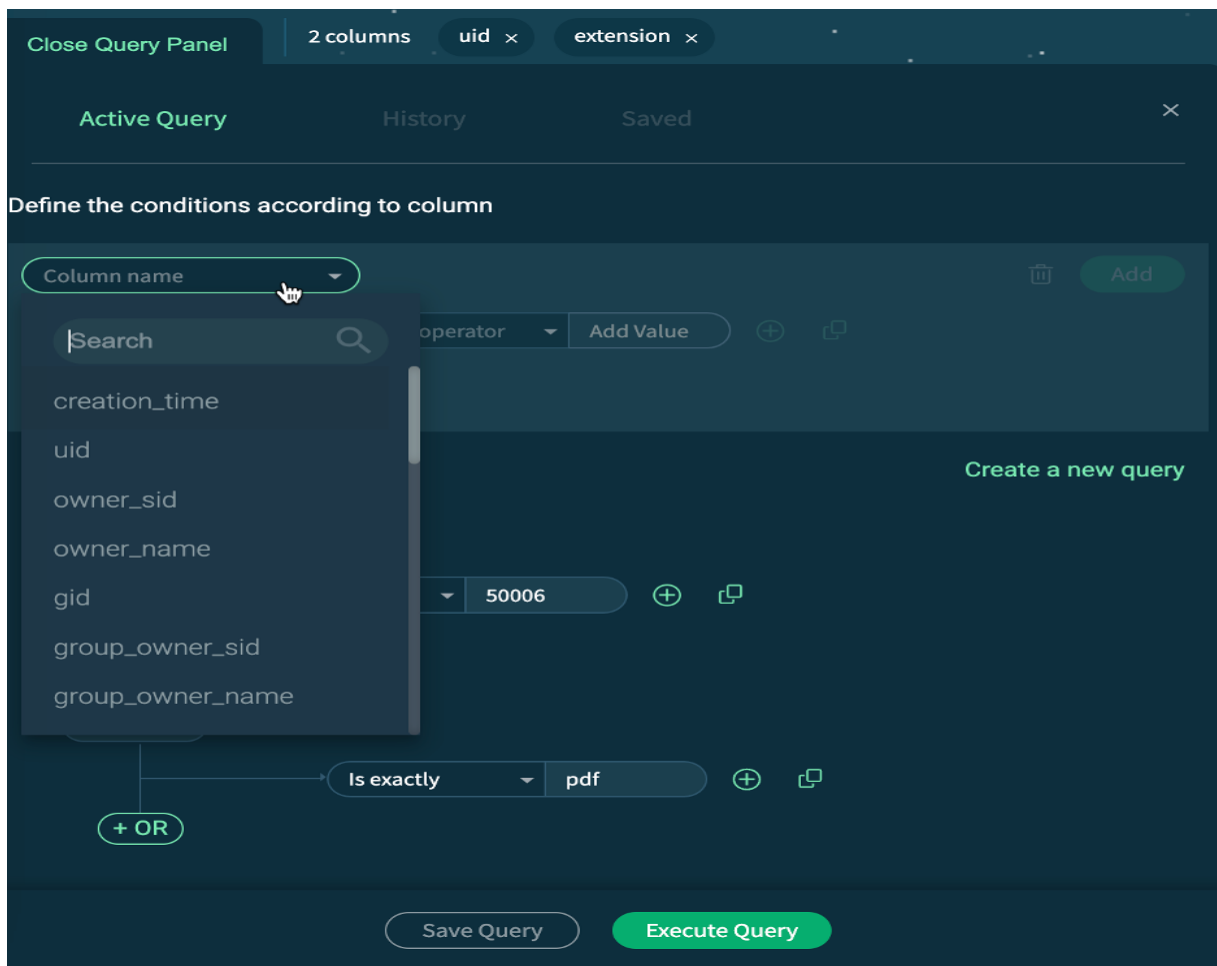 Close Query Panel
2 columns uid × extension ×
Active Query History Saved ×
Define the conditions according to column
Column name
Add
Search
operator Add Value
creation_time
uid
Create a new query
owner_sid
owner_name
gid
50006
group_owner_sid
group_owner_name
Is exactly pdf
+ OR
Save Query Execute Query